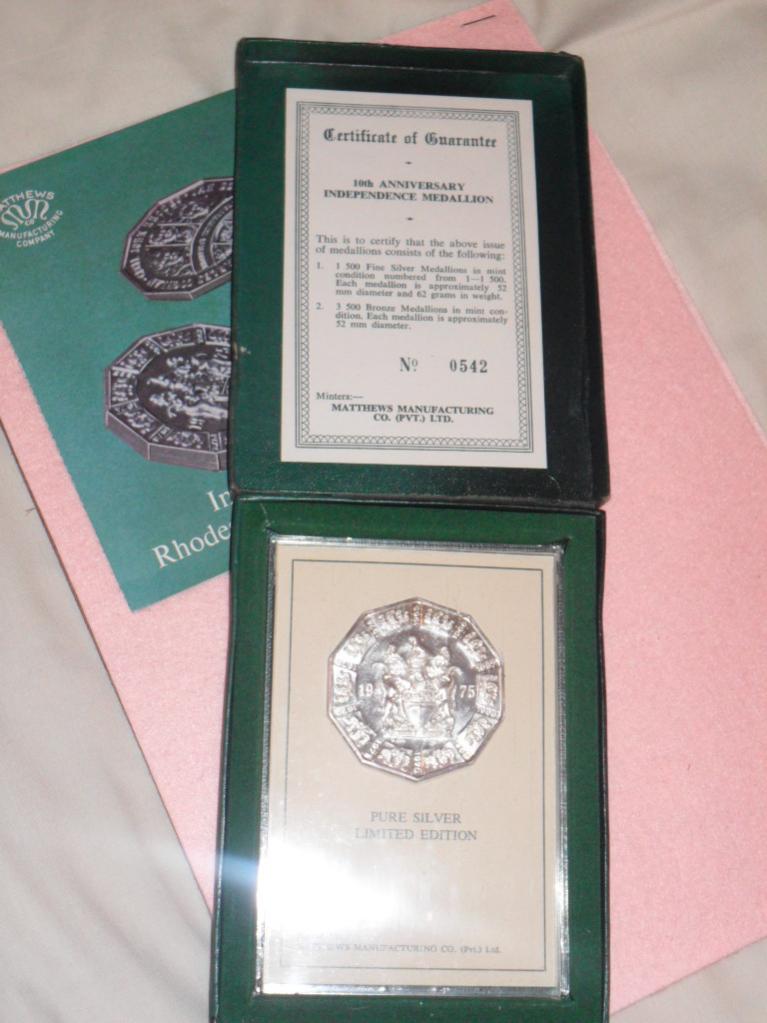 MATTHEWS
CO
MANUFACTURING
COMPANY
In
Rhodes
Certificate of Guarantee
10th ANNIVERSARY
INDEPENDENCE MEDALLION
This is to certify that the above issue
of medallions consists of the following:
1. 1 500 Fine Silver Medallions in mint
condition numbered from 1—1 500.
Each medallion is approximately 52
mm diameter and 62 grams in weight.
2. 3 500 Bronze Medallions in mint con-
dition. Each medallion is approximately
52 mm diameter.
Nº 0542
Minters:—
MATTHEWS MANUFACTURING
CO. (PVT.) LTD.
19 75
PURE SILVER
LIMITED EDITION
MANUFACTURING CO. (Pvt.) Ltd.